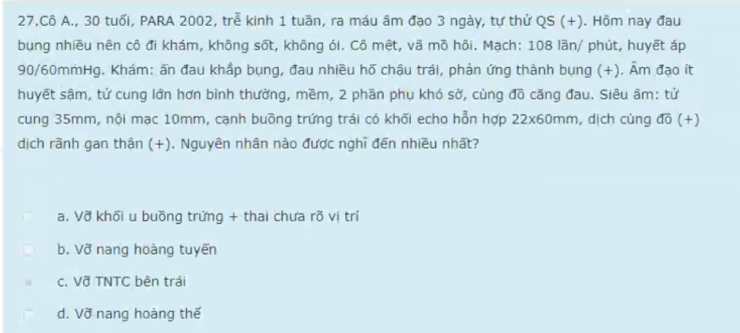 27.Cô A., 30 tuổi, PARA 2002, trễ kinh 1 tuần, ra máu âm đạo 3 ngày, tự thử QS (+). Hôm nay đau
bụng nhiều nên cô đi khám, không sốt, không ói. Cô mệt, vã mồ hôi. Mạch: 108 lần/ phút, huyết áp
90/60mmHg. Khám: ấn đau khắp bụng, đau nhiều hố chậu trái, phản ứng thành bụng (+). Âm đạo ít
huyết sậm, tử cung lớn hơn bình thường, mềm, 2 phần phụ khó sờ, cùng đồ căng đau. Siêu âm: tử
cung 35mm, nội mạc 10mm, cạnh buồng trứng trái có khối echo hỗn hợp 22x60mm, dịch cùng đồ (+)
dịch rãnh gan thận (+). Nguyên nhân nào được nghĩ đến nhiều nhất?
a. Vỡ khối u buồng trứng + thai chưa rõ vị trí
b. Vỡ nang hoàng tuyến
c. Vỡ TNTC bên trái
d. Vỡ nang hoàng thể